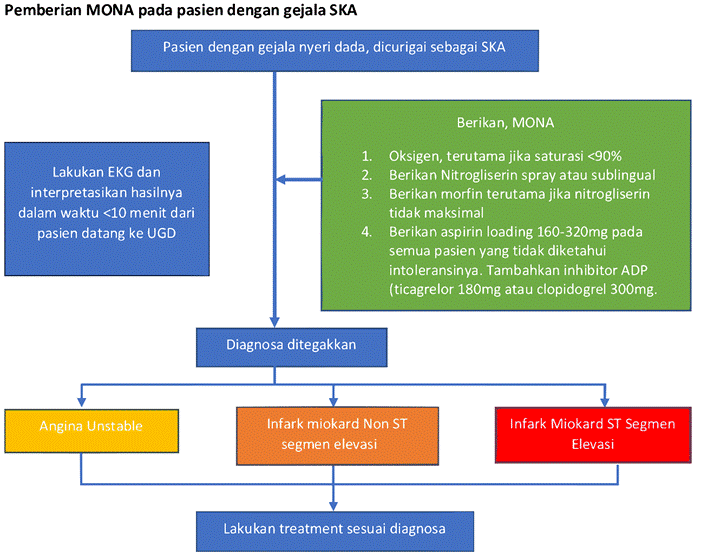 Pemberian MONA pada pasien dengan gejala SKA
Pasien dengan gejala nyeri dada, dicurigai sebagai SKA
Lakukan EKG dan
interpretasikan hasilnya
dalam waktu <10 menit dari
pasien datang ke UGD
Berikan, MONA
1. Oksigen, terutama jika saturasi <90%
2. Berikan Nitrogliserin spray atau sublingual
3. Berikan morfin terutama jika nitrogliserin
tidak maksimal
4. Berikan aspirin loading 160-320mg pada
semua pasien yang tidak diketahui
intoleransinya. Tambahkan inhibitor ADP
(ticagrelor 180mg atau clopidogrel 300mg.
Diagnosa ditegakkan
Angina Unstable
Infark miokard Non ST
segmen elevasi
Infark Miokard ST Segmen
Elevasi
Lakukan treatment sesuai diagnosa